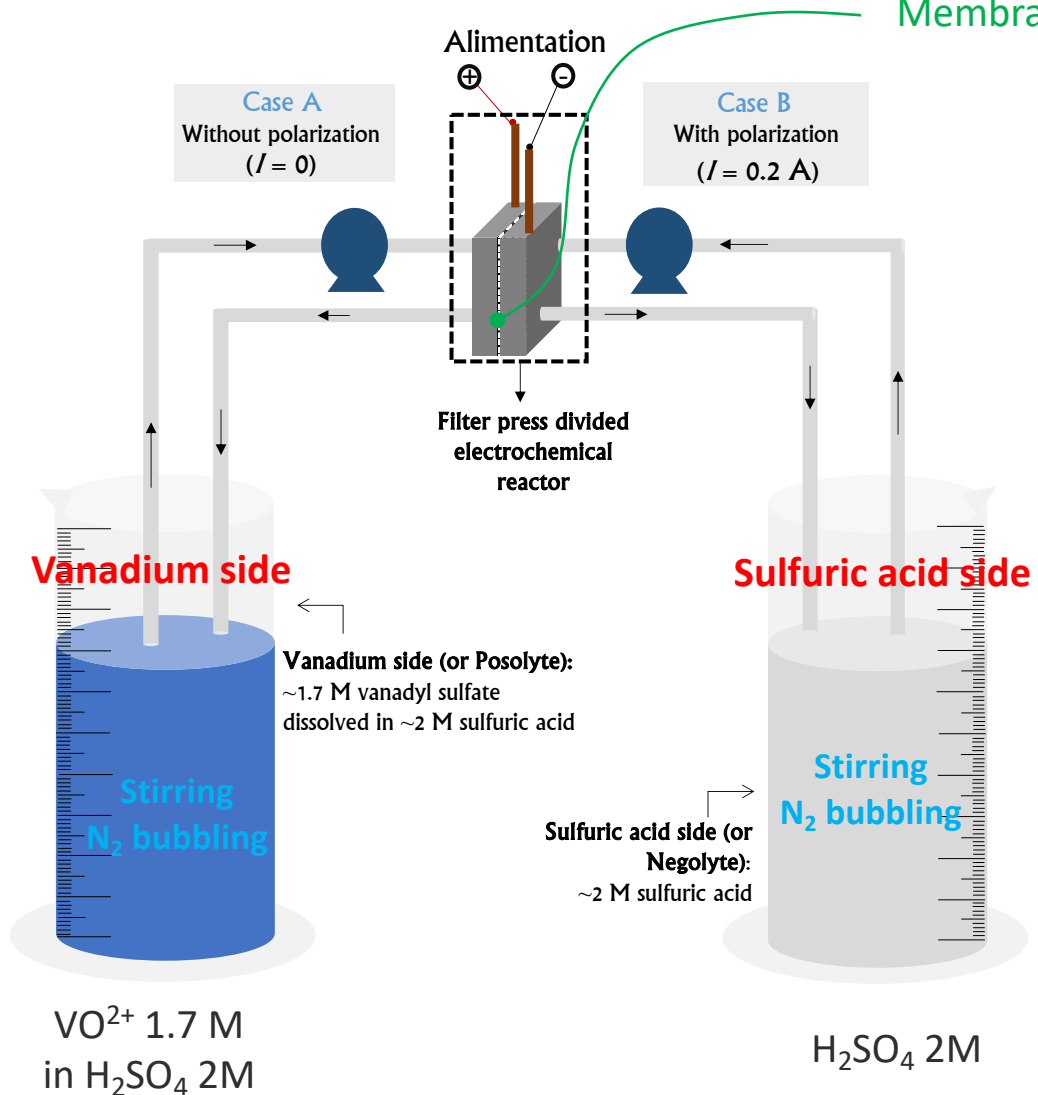 Membra
Alimentation
+
-
Case A
Without polarization
(I = 0)
Case B
With polarization
(I = 0.2 A)
Filter press divided
electrochemical
reactor
Vanadium side
Sulfuric acid side
Vanadium side (or Posolyte):
~1.7 M vanadyl sulfate
dissolved in ~2 M sulfuric acid
Stirring
N₂ bubbling
Stirring
N₂ bubbling
Sulfuric acid side (or
Negolyte):
~2 M sulfuric acid
VO²⁺ 1.7 M
in H₂SO₄ 2M
H₂SO₄ 2M